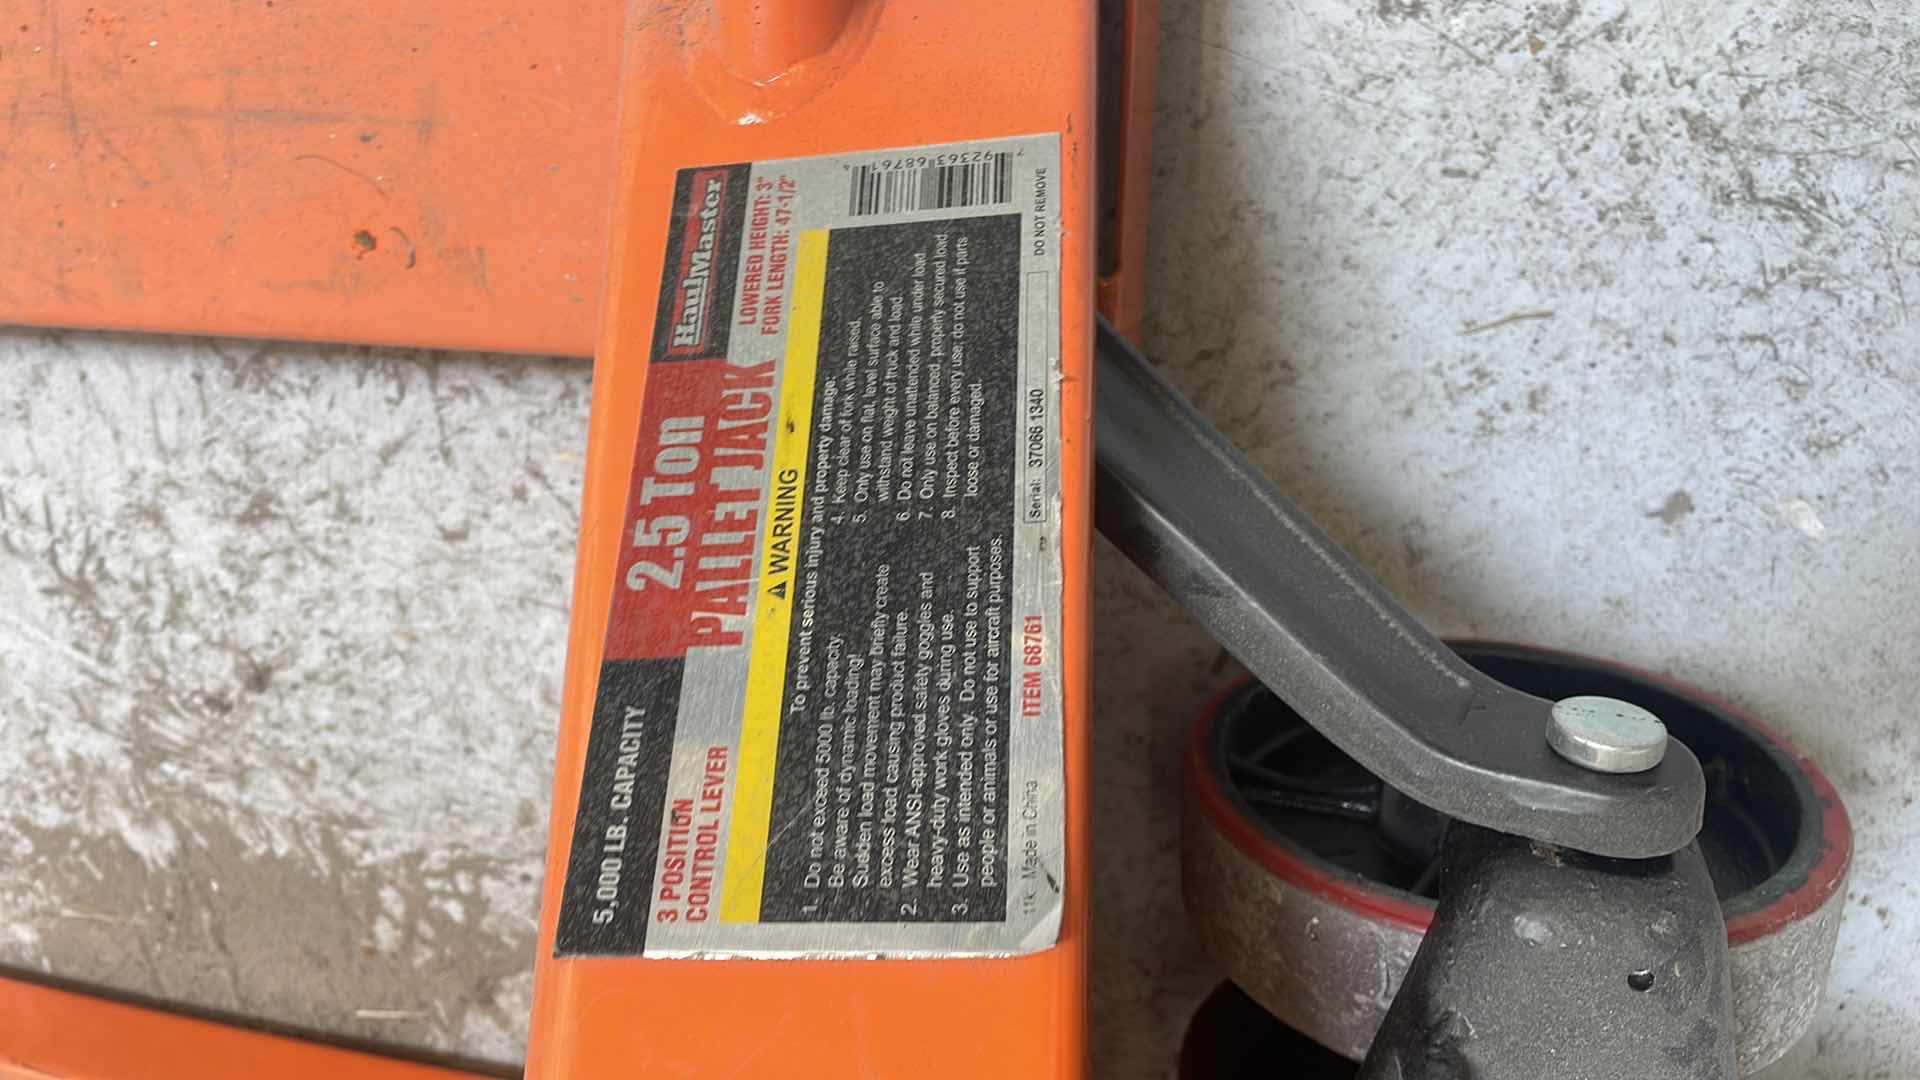 HaulMaster
5,000 LB. CAPACITY
2.5 Ton
PALLET JACK
3 POSITION
CONTROL LEVER
LOWERED HEIGHT: 3"
FORK LENGTH: 47-1/2"
WARNING
To prevent serious injury and property damage:
1. Do not exceed 5000 lb. capacity.
Be aware of dynamic loading!
Sudden load movement may briefly create
excess load causing product failure.
2. Wear ANSI-approved safety goggles and
heavy-duty work gloves during use.
3. Use as intended only. Do not use to support
people or animals or use for aircraft purposes.
4. Keep clear of fork while raised.
5. Only use on flat, level surface able to
withstand weight of truck and load.
6. Do not leave unattended while under load.
7. Only use on balanced, properly secured load.
8. Inspect before every use; do not use if parts
loose or damaged.
7 92363 68761 4
11k Made in China
ITEM 68761
Serial: 37066 1340
DO NOT REMOVE